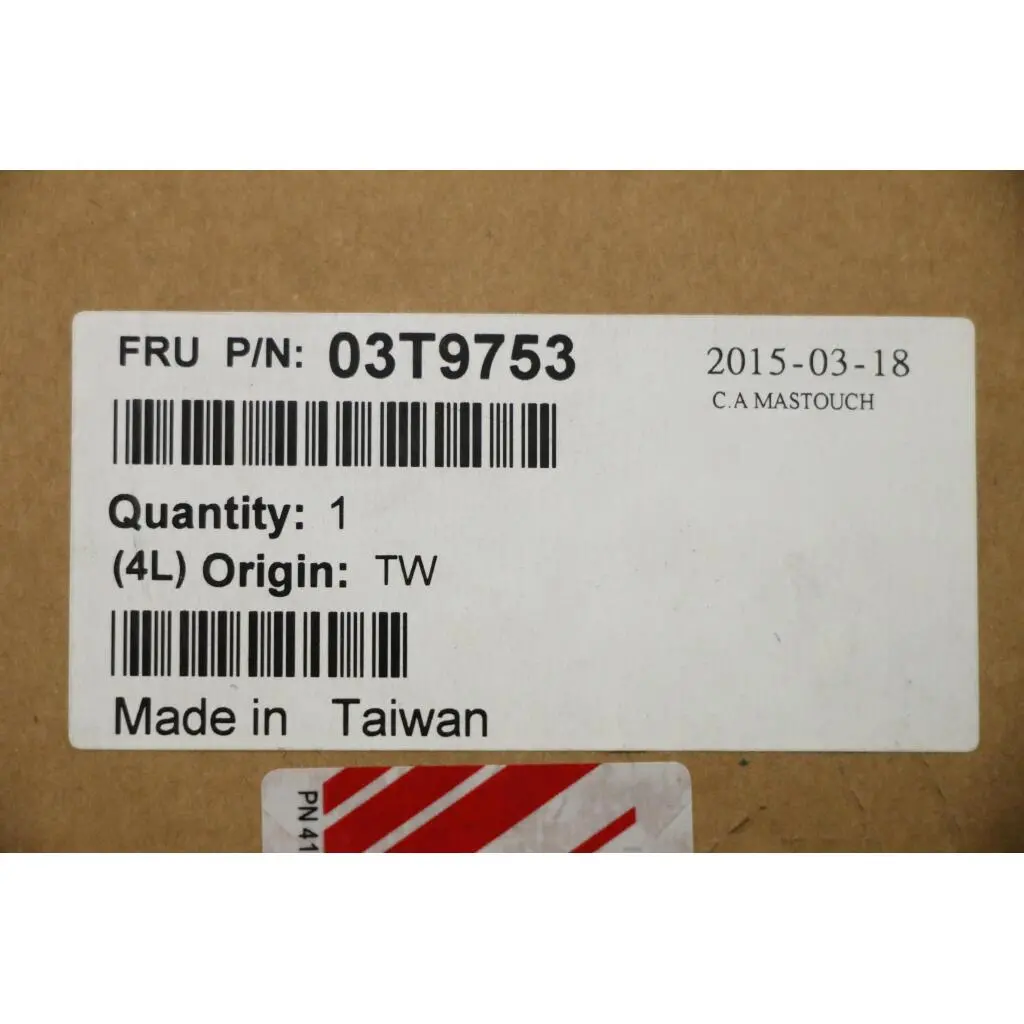 FRU P/N: 03T9753
2015-03-18
C.A MASTOUCH
Quantity: 1
(4L) Origin: TW
Made in Taiwan
PN 41